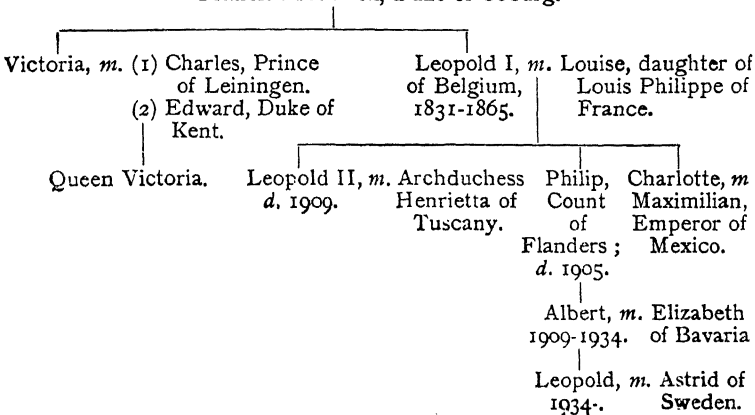 Victoria, m. (1) Charles, Prince
of Leiningen.
(2) Edward, Duke of
Kent.
Leopold I, m. Louise, daughter of
of Belgium, Louis Philippe of
1831-1865. France.
Queen Victoria.
Leopold II, m. Archduchess
d. 1909. Henrietta of
Tuscany.
Philip,
Count
of
Flanders ;
d. 1905.
Charlotte, m
Maximilian,
Emperor of
Mexico.
Albert, m. Elizabeth
1909-1934. of Bavaria
Leopold, m. Astrid of
1934-. Sweden.